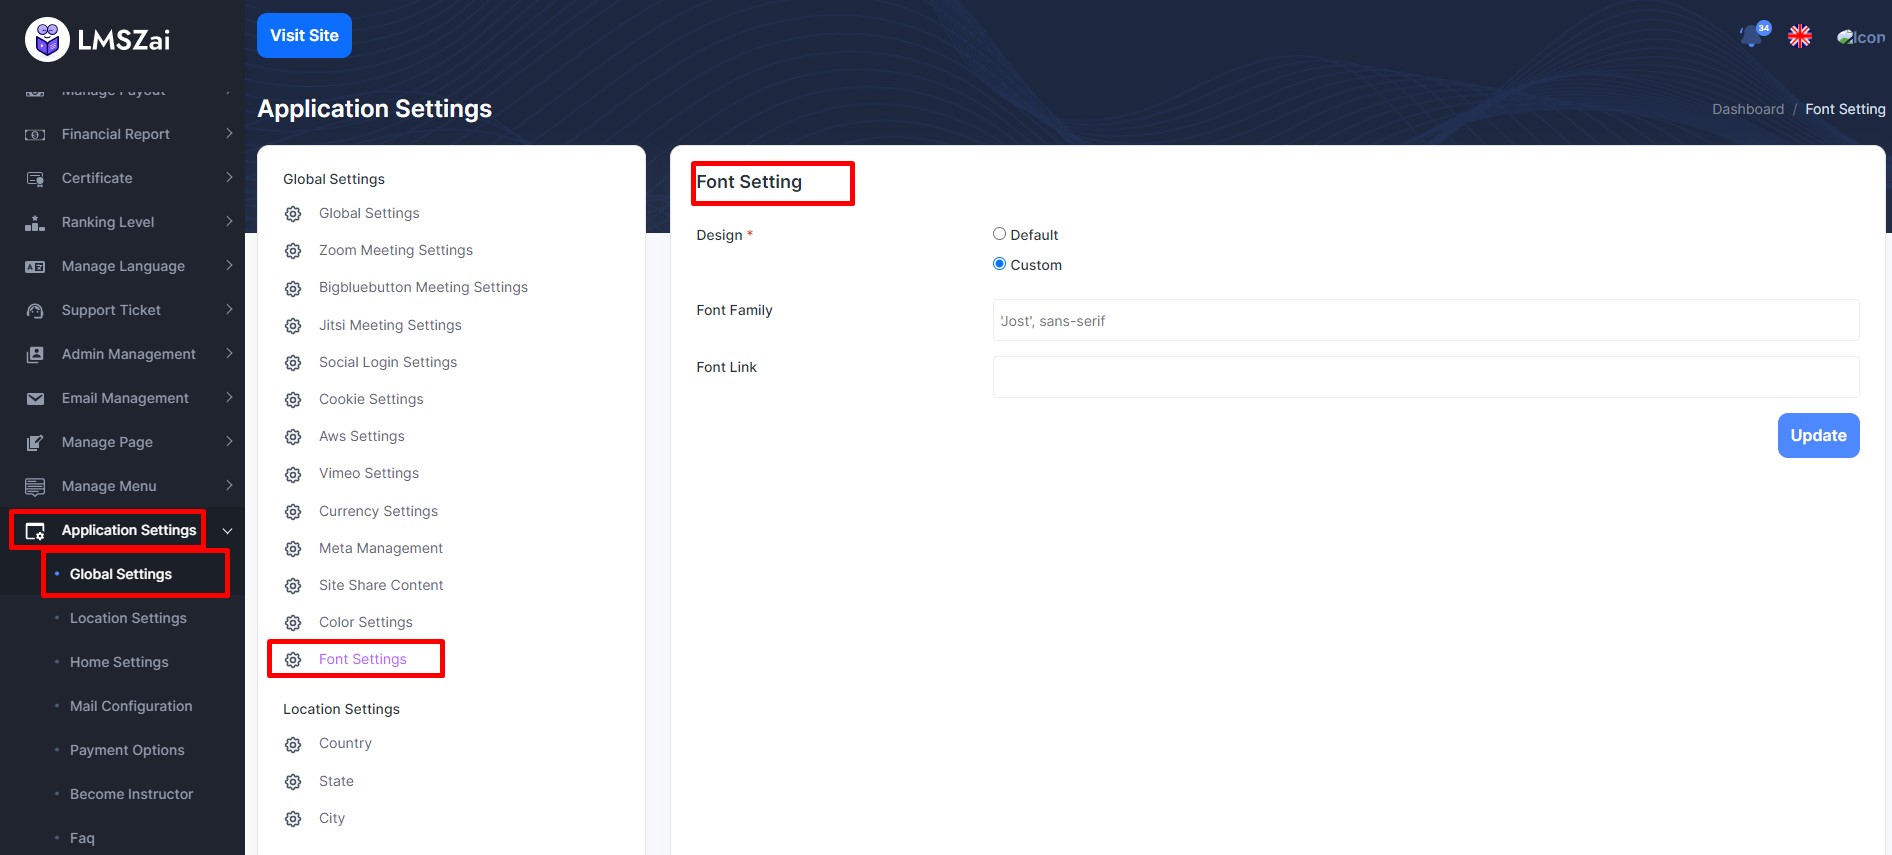 LMSZai
Visit Site
34
Icon
Manage Payout
Financial Report
Certificate
Ranking Level
Manage Language
Support Ticket
Admin Management
Email Management
Manage Page
Manage Menu
Application Settings
Global Settings
Location Settings
Home Settings
Mail Configuration
Payment Options
Become Instructor
Faq
Application Settings
Dashboard / Font Setting
Global Settings
Global Settings
Zoom Meeting Settings
Bigbluebutton Meeting Settings
Jitsi Meeting Settings
Social Login Settings
Cookie Settings
Aws Settings
Vimeo Settings
Currency Settings
Meta Management
Site Share Content
Color Settings
Font Settings
Location Settings
Country
State
City
Font Setting
Design *
Default
Custom
Font Family
'Jost', sans-serif
Font Link
Update